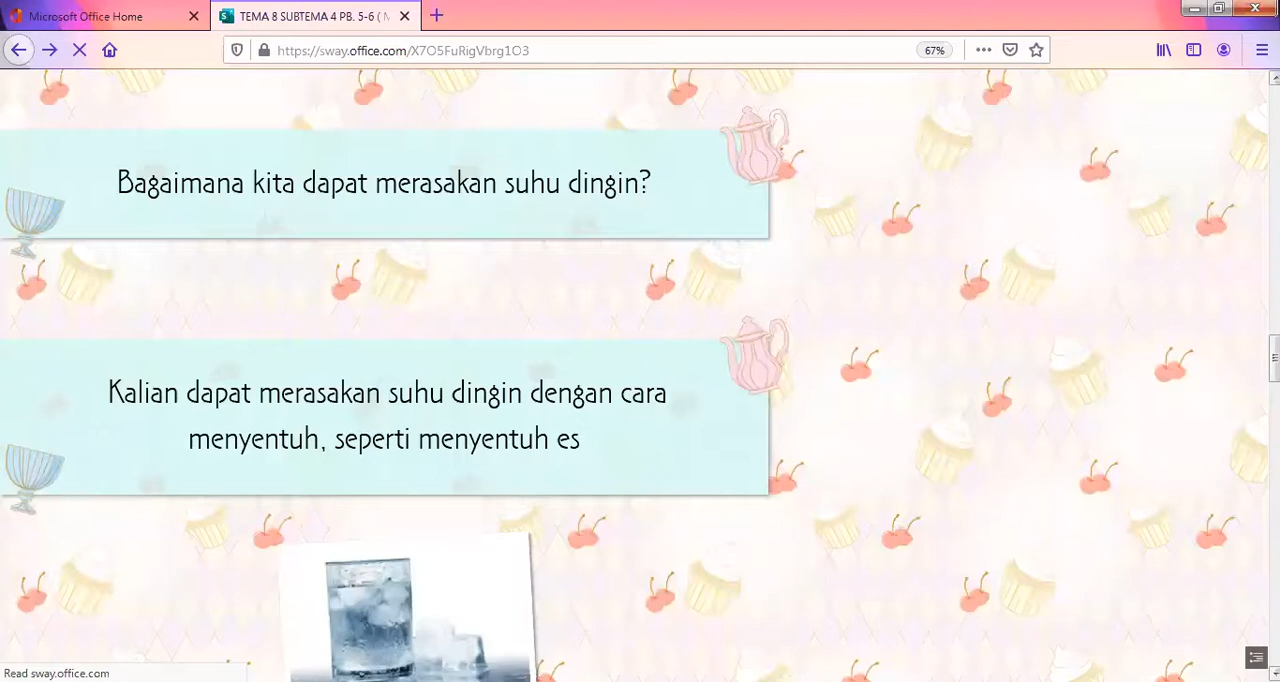 Microsoft Office Home
TEMA 8 SUBTEMA 4 PB. 5-6 (
https://sway.office.com/X7O5FuRigVbrg1O3
67%
Bagaimana kita dapat merasakan suhu dingin?
Kalian dapat merasakan suhu dingin dengan cara
menyentuh, seperti menyentuh es
Read sway.office.com